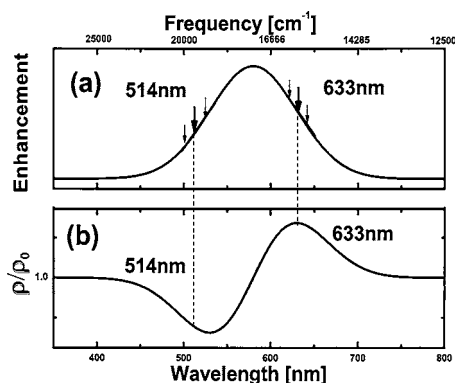 Frequency [cm⁻¹]
25000 20000 16666 14285 12500
Enhancement
(a)
514nm
633nm
(b)
514nm
633nm
ρ/ρ₀
1.0
400 500 600 700 800
Wavelength [nm]